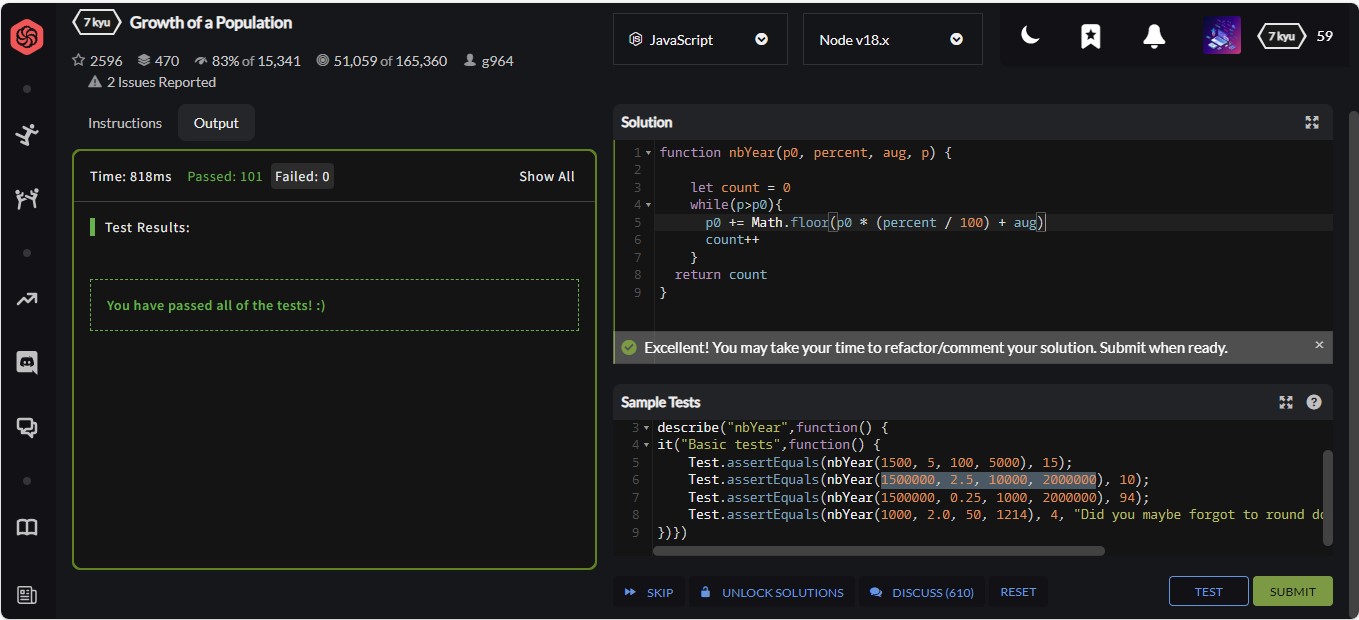 7 kyu Growth of a Population
2596 470 83% of 15,341 51,059 of 165,360 g964
2 Issues Reported
JavaScript
Node v18.x
7 kyu 59
Instructions Output
Time: 818ms Passed: 101 Failed: 0 Show All
Test Results:
You have passed all of the tests! :)
Solution
1 function nbYear(p0, percent, aug, p) {
2
3 let count = 0
4 while(p>p0){
5 p0 += Math.floor(p0 * (percent / 100) + aug)
6 count++
7 }
8 return count
9 }
Excellent! You may take your time to refactor/comment your solution. Submit when ready. ×
Sample Tests ?
3 describe("nbYear",function() {
4 it("Basic tests",function() {
5 Test.assertEquals(nbYear(1500, 5, 100, 5000), 15);
6 Test.assertEquals(nbYear(1500000, 2.5, 10000, 2000000), 10);
7 Test.assertEquals(nbYear(1500000, 0.25, 1000, 2000000), 94);
8 Test.assertEquals(nbYear(1000, 2.0, 50, 1214), 4, "Did you maybe forgot to round do
9 })})
SKIP UNLOCK SOLUTIONS DISCUSS (610) RESET TEST SUBMIT